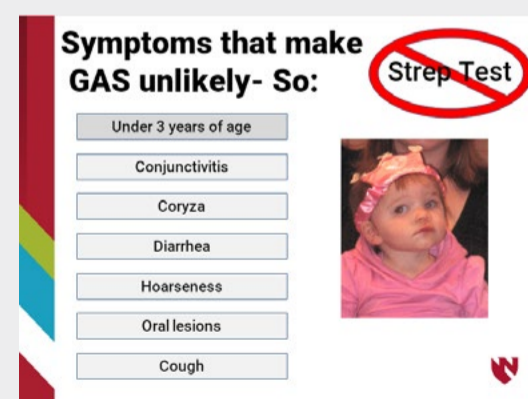 Symptoms that make
GAS unlikely- So:
Strep Test
Under 3 years of age
Conjunctivitis
Coryza
Diarrhea
Hoarseness
Oral lesions
Cough